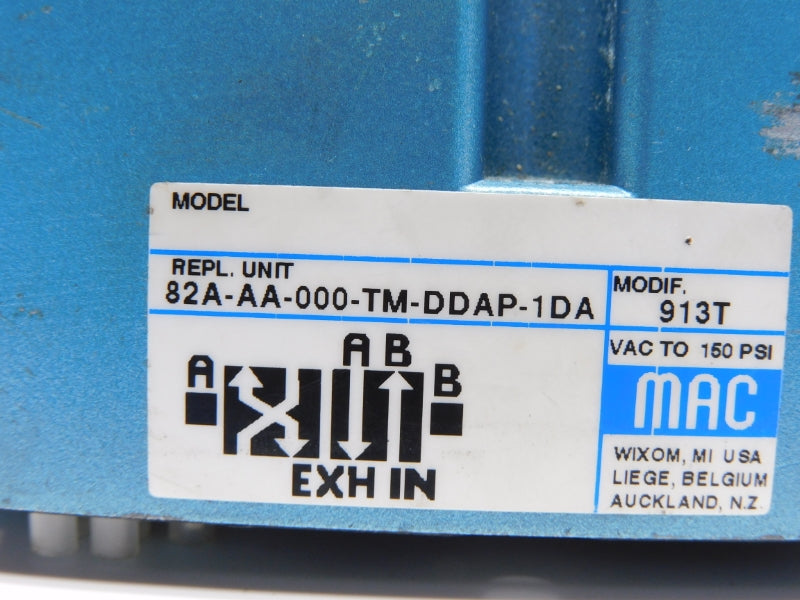 MODEL
REPL. UNIT
82A-AA-000-TM-DDAP-1DA
MODIF.
913T
VAC TO 150 PSI
A B
A
B
EXH IN
MAC
WIXOM, MI USA
LIEGE, BELGIUM
AUCKLAND, N.Z.